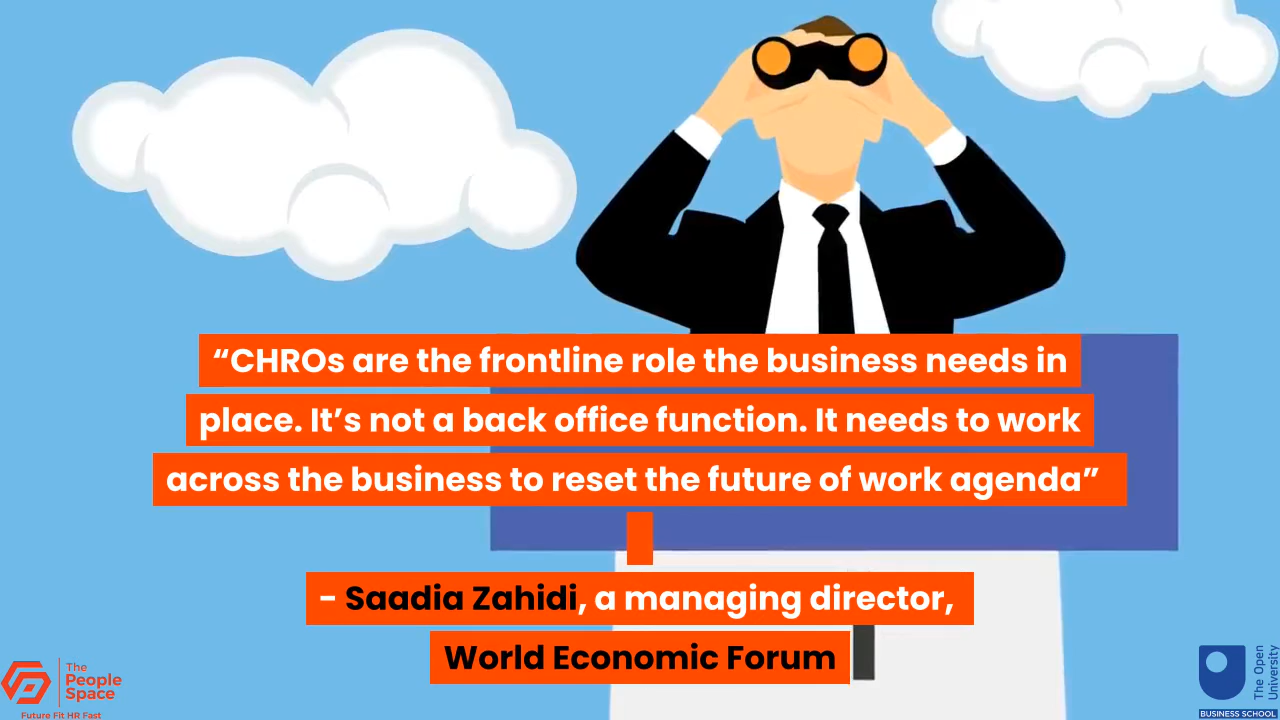 “CHROs are the frontline role the business needs in
place. It’s not a back office function. It needs to work
across the business to reset the future of work agenda”
- Saadia Zahidi, a managing director,
World Economic Forum
The
People
Space
Future Fit HR Fast
The Open
University
BUSINESS SCHOOL